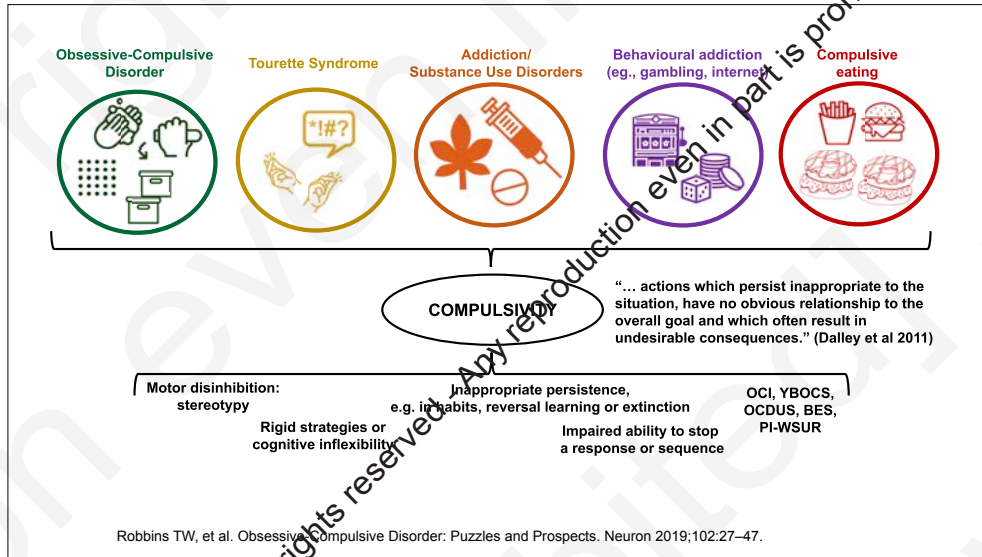 Obsessive-Compulsive
Disorder
Tourette Syndrome
Addiction/
Substance Use Disorders
Behavioural addiction
(eg., gambling, internet)
Compulsive
eating
*!#?
COMPULSIVITY
“… actions which persist inappropriate to the
situation, have no obvious relationship to the
overall goal and which often result in
undesirable consequences.” (Dalley et al 2011)
Motor disinhibition:
stereotypy
Rigid strategies or
cognitive inflexibility
Inappropriate persistence,
e.g. in habits, reversal learning or extinction
Impaired ability to stop
a response or sequence
OCI, YBOCS,
OCDUS, BES,
PI-WSUR
Robbins TW, et al. Obsessive-Compulsive Disorder: Puzzles and Prospects. Neuron 2019;102:27–47.
rights reserved - Any reproduction even in part is